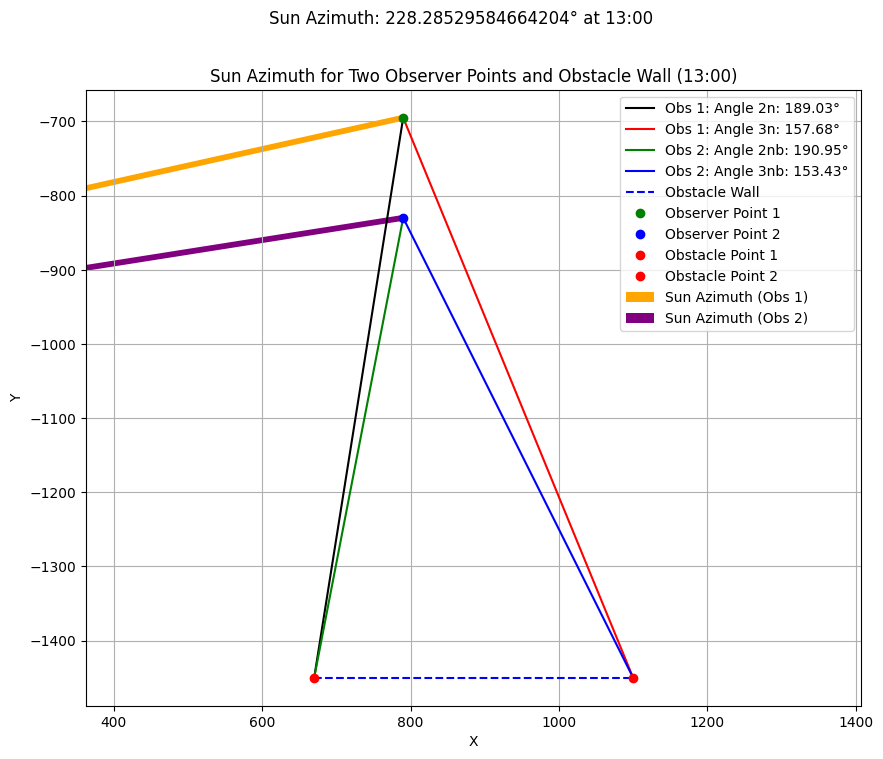 Sun Azimuth: 228.28529584664204° at 13:00
Sun Azimuth for Two Observer Points and Obstacle Wall (13:00)
Obs 1: Angle 2n: 189.03°
Obs 1: Angle 3n: 157.68°
Obs 2: Angle 2nb: 190.95°
Obs 2: Angle 3nb: 153.43°
Obstacle Wall
Observer Point 1
Observer Point 2
Obstacle Point 1
Obstacle Point 2
Sun Azimuth (Obs 1)
Sun Azimuth (Obs 2)
Y
−700
−800
−900
−1000
−1100
−1200
−1300
−1400
400
600
800
1000
1200
1400
X